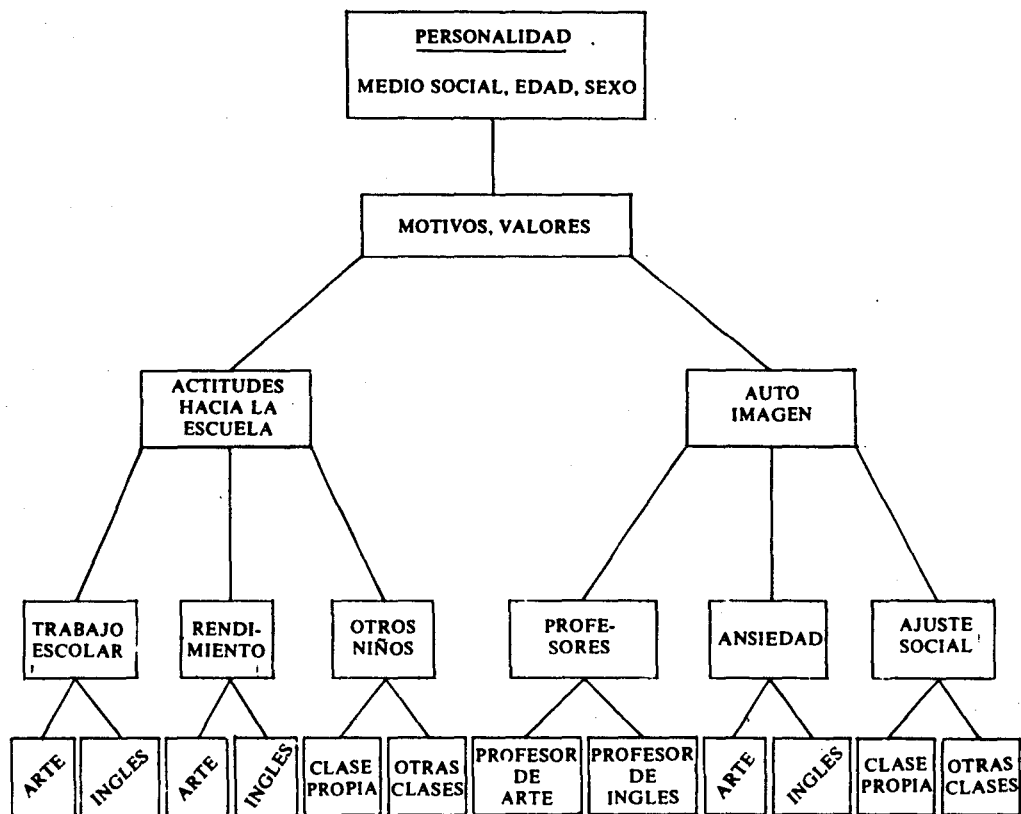 PERSONALIDAD
MEDIO SOCIAL, EDAD, SEXO
MOTIVOS, VALORES
ACTITUDES
HACIA LA
ESCUELA
AUTO
IMAGEN
TRABAJO
ESCOLAR
RENDI-
MIENTO
OTROS
NIÑOS
PROFE-
SORES
ANSIEDAD
AJUSTE
SOCIAL
ARTE
INGLES
ARTE
INGLES
CLASE
PROPIA
OTRAS
CLASES
PROFESOR
DE
ARTE
PROFESOR
DE
INGLES
ARTE
INGLES
CLASE
PROPIA
OTRAS
CLASES